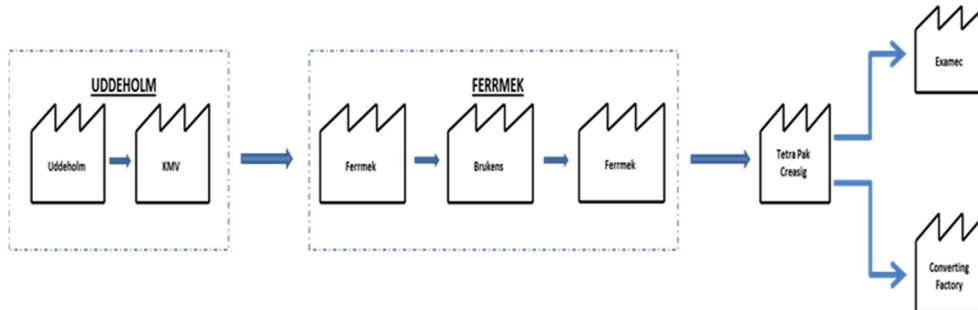 UDDEHOLM
Uddeholm
KMV
FERRMEK
Ferrmek
Brukens
Ferrmek
Tetra Pak
Creasig
Examec
Converting
Factory